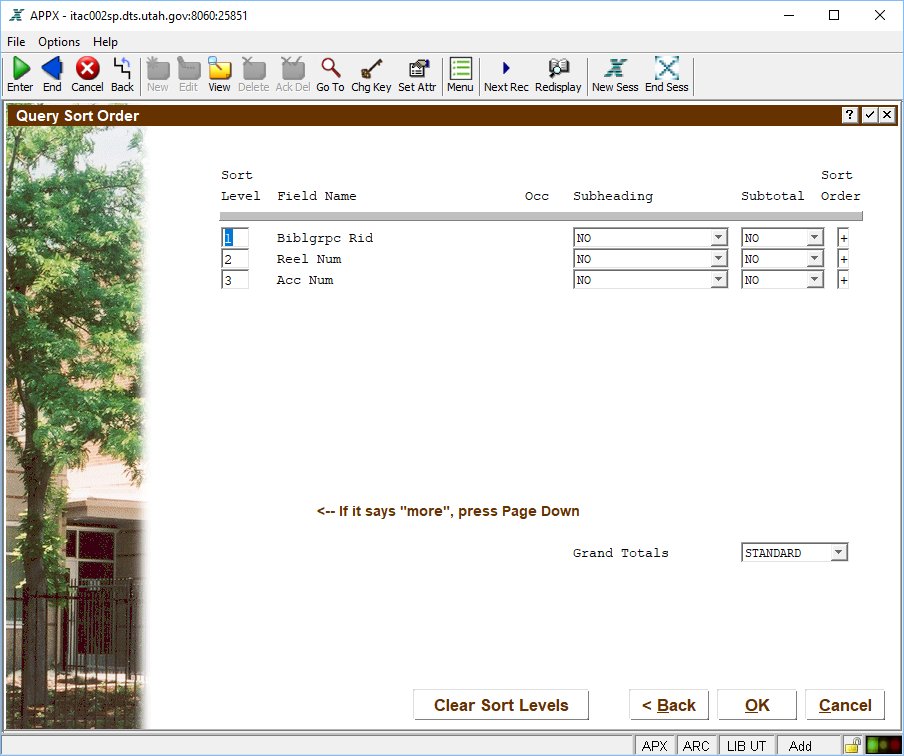 APPX - itac002sp.dts.utah.gov:8060:25851
File Options Help
Enter End Cancel Back New Edit View Delete Ack Del Go To Chg Key Set Attr Menu Next Rec Redisplay New Sess End Sess
Query Sort Order
Sort Sort
Level Field Name Occ Subheading Subtotal Order
1 Biblgrpc Rid NO NO +
2 Reel Num NO NO +
3 Acc Num NO NO +
<-- If it says "more", press Page Down
Grand Totals STANDARD
Clear Sort Levels < Back OK Cancel
APX ARC LIB UT Add